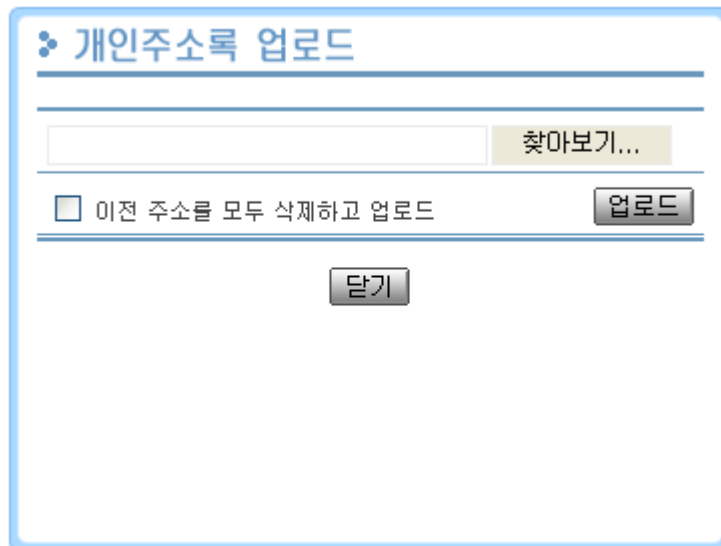 개인주소록 업로드
찾아보기...
이전 주소를 모두 삭제하고 업로드
업로드
닫기